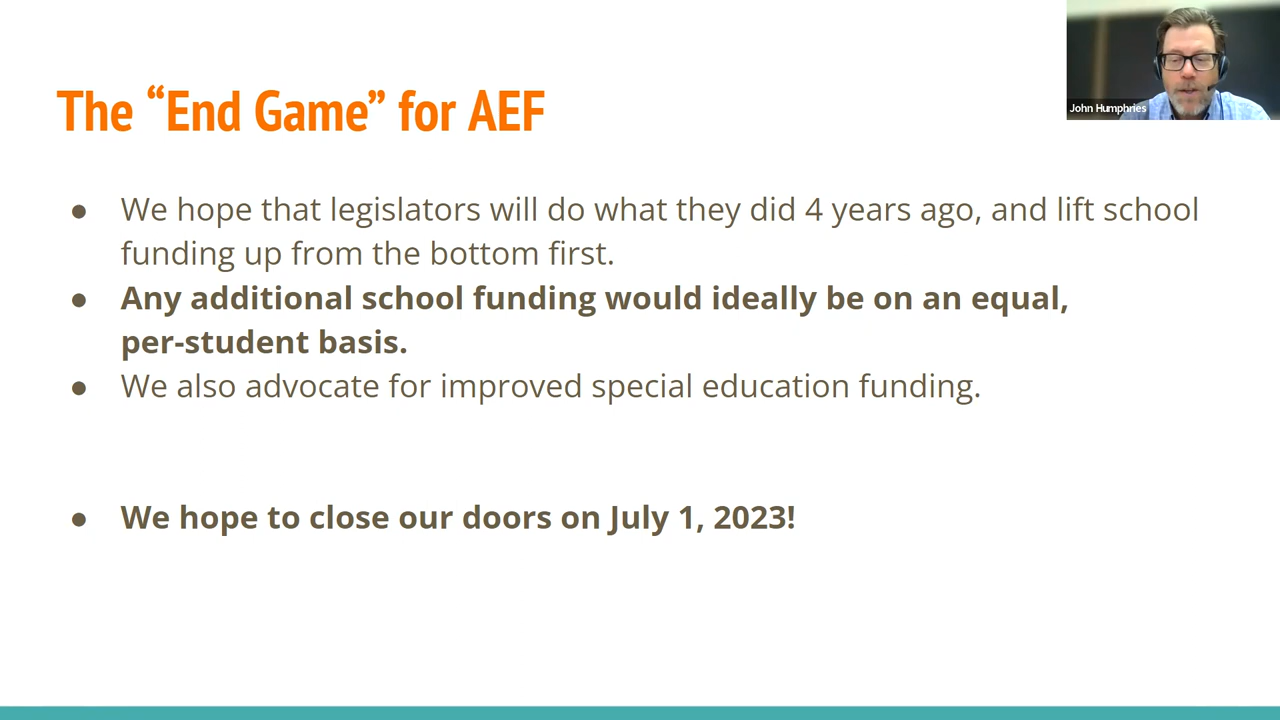 The “End Game” for AEF
John Humphries
● We hope that legislators will do what they did 4 years ago, and lift school
funding up from the bottom first.
● Any additional school funding would ideally be on an equal,
per-student basis.
● We also advocate for improved special education funding.
● We hope to close our doors on July 1, 2023!